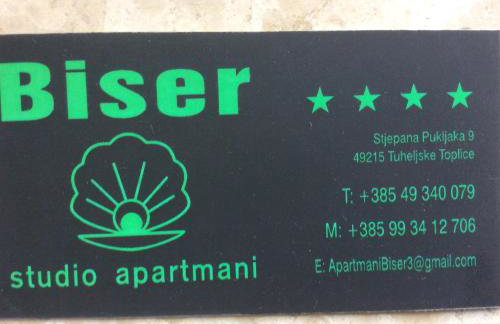 Biser
studio apartmani
Stjepana Pukljaka 9
49215 Tuheljske Toplice
T: +385 49 340 079
M: +385 99 34 12 706
E: ApartmaniBiser3@gmail.com